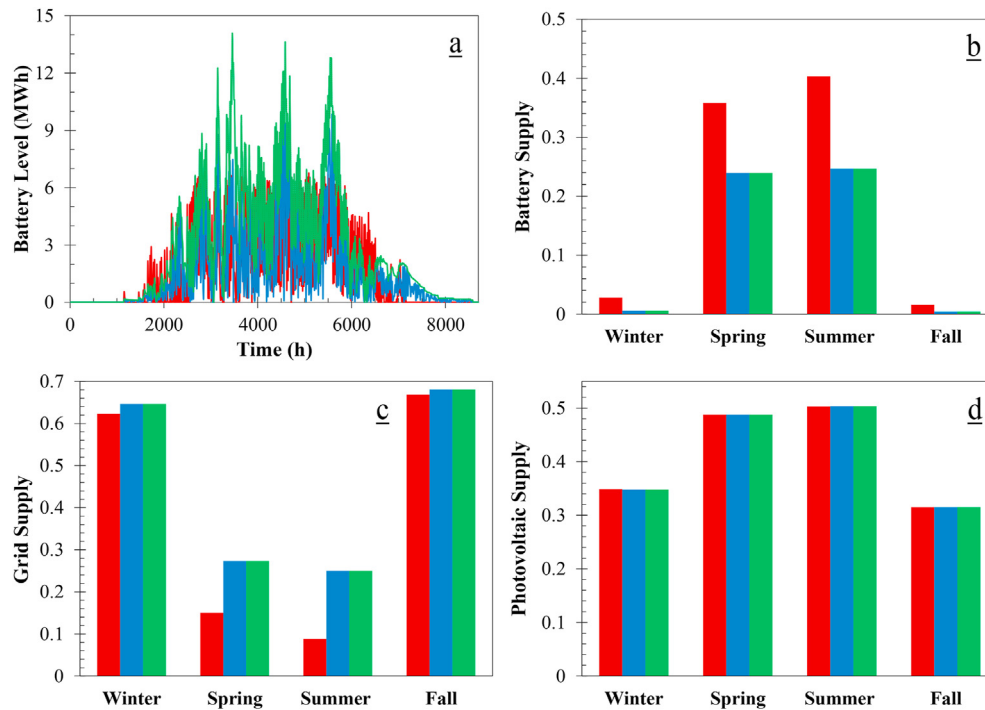 a
Battery Level (MWh)
15
12
9
6
3
0
0 2000 4000 6000 8000
Time (h)
b
Battery Supply
0.5
0.4
0.3
0.2
0.1
0
Winter Spring Summer Fall
c
Grid Supply
0.7
0.6
0.5
0.4
0.3
0.2
0.1
0
Winter Spring Summer Fall
d
Photovoltaic Supply
0.5
0.4
0.3
0.2
0.1
0
Winter Spring Summer Fall